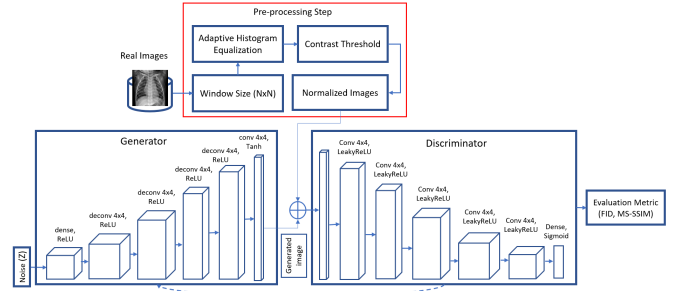 Pre-processing Step
Real Images
Adaptive Histogram
Equalization
Contrast Threshold
Window Size (NxN)
Normalized Images
Generator
Noise (Z)
dense,
ReLU
deconv 4x4,
ReLU
deconv 4x4,
ReLU
deconv 4x4,
ReLU
deconv 4x4,
ReLU
conv 4x4,
Tanh
Generated
image
Discriminator
Conv 4x4,
LeakyReLU
Conv 4x4,
LeakyReLU
Conv 4x4,
LeakyReLU
Conv 4x4,
LeakyReLU
Conv 4x4,
LeakyReLU
Dense,
Sigmoid
Evaluation Metric
(FID, MS-SSIM)